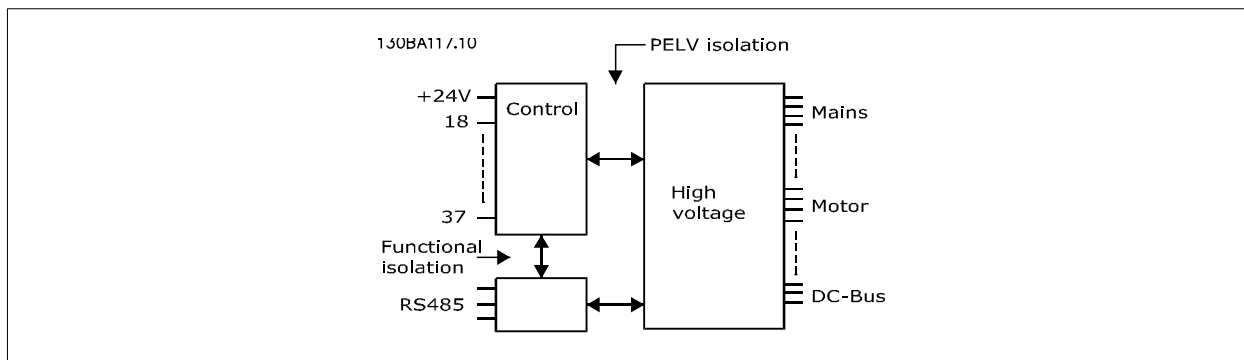 130BA117.10
PELV isolation
+24V
Control
18
Mains
High
voltage
37
Motor
Functional
isolation
RS485
DC-Bus